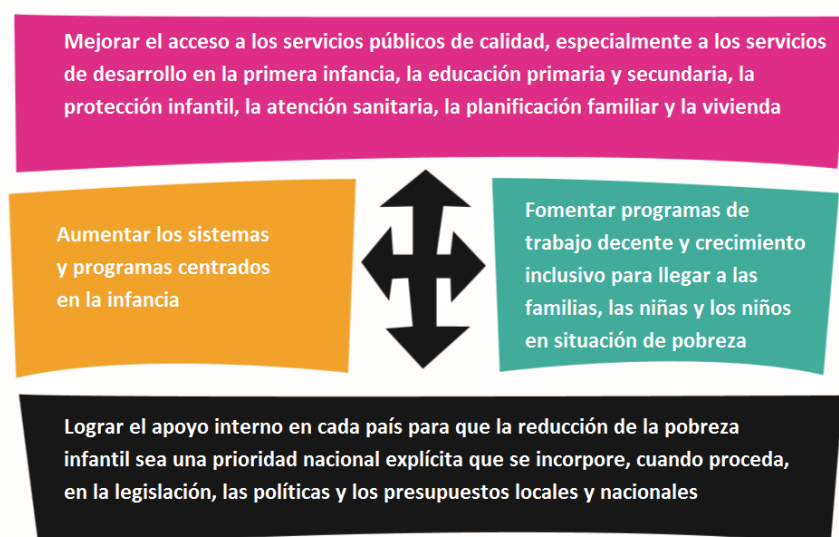 Mejorar el acceso a los servicios públicos de calidad, especialmente a los servicios
de desarrollo en la primera infancia, la educación primaria y secundaria, la
protección infantil, la atención sanitaria, la planificación familiar y la vivienda
Aumentar los sistemas
y programas centrados
en la infancia
Fomentar programas de
trabajo decente y crecimiento
inclusivo para llegar a las
familias, las niñas y los niños
en situación de pobreza
Lograr el apoyo interno en cada país para que la reducción de la pobreza
infantil sea una prioridad nacional explícita que se incorpore, cuando proceda,
en la legislación, las políticas y los presupuestos locales y nacionales